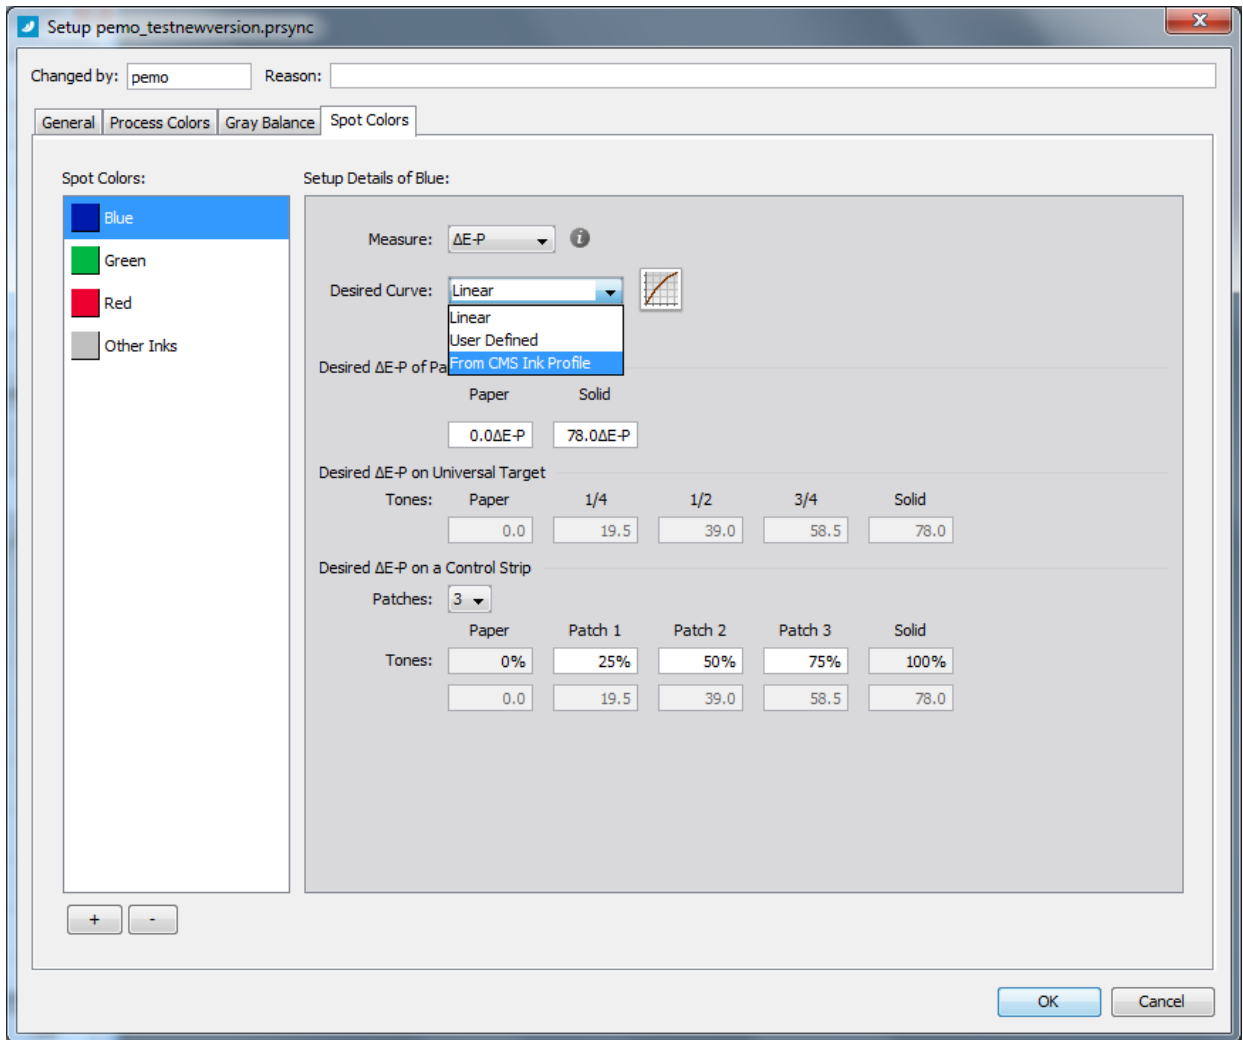 Setup pemo_testnewversion.prsync
Changed by: pemo Reason:
General Process Colors Gray Balance Spot Colors
Spot Colors: Setup Details of Blue:
Blue
Green
Red
Other Inks
Measure: ΔE-P
Desired Curve: Linear
Linear
User Defined
From CMS Ink Profile
Desired ΔE-P of Pa
Paper Solid
0.0ΔE-P 78.0ΔE-P
Desired ΔE-P on Universal Target
Tones: Paper 1/4 1/2 3/4 Solid
0.0 19.5 39.0 58.5 78.0
Desired ΔE-P on a Control Strip
Patches: 3
Paper Patch 1 Patch 2 Patch 3 Solid
Tones: 0% 25% 50% 75% 100%
0.0 19.5 39.0 58.5 78.0
+ -
OK Cancel